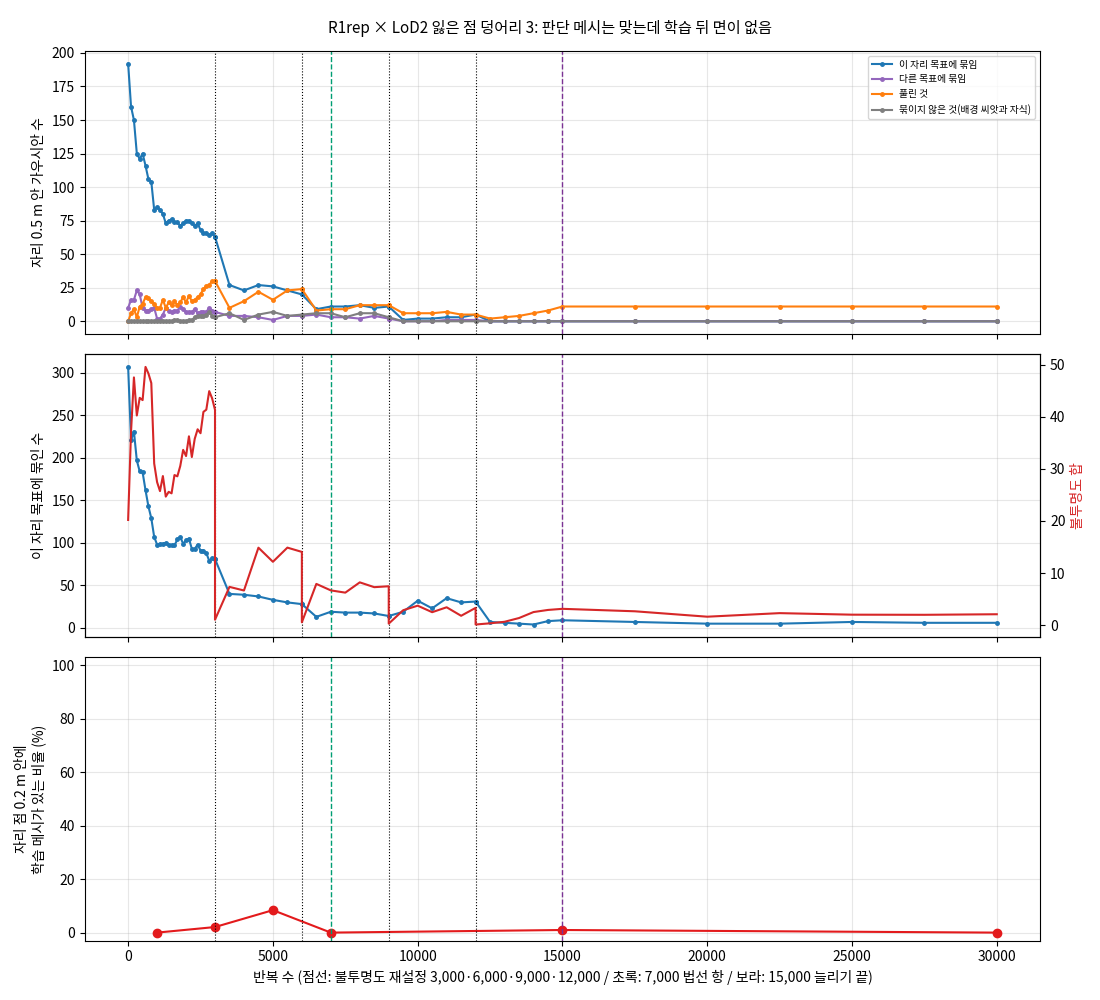 R1rep × LoD2 잃은 점 덩어리 3: 판단 메시는 맞는데 학습 뒤 면이 없음
200
175
150
125
100
75
50
25
0
자리 0.5 m 안 가우시안 수
이 자리 목표에 묶임
다른 목표에 묶임
풀린 것
묶이지 않은 것(배경 씨앗과 자식)
300
250
200
150
100
50
0
이 자리 목표에 묶인 수
50
40
30
20
10
0
불투명도 합
100
80
60
40
20
0
자리 점 0.2 m 안에
학습 메시가 있는 비율 (%)
0 5000 10000 15000 20000 25000 30000
반복 수 (점선: 불투명도 재설정 3,000·6,000·9,000·12,000 / 초록: 7,000 법선 항 / 보라: 15,000 늘리기 끝)